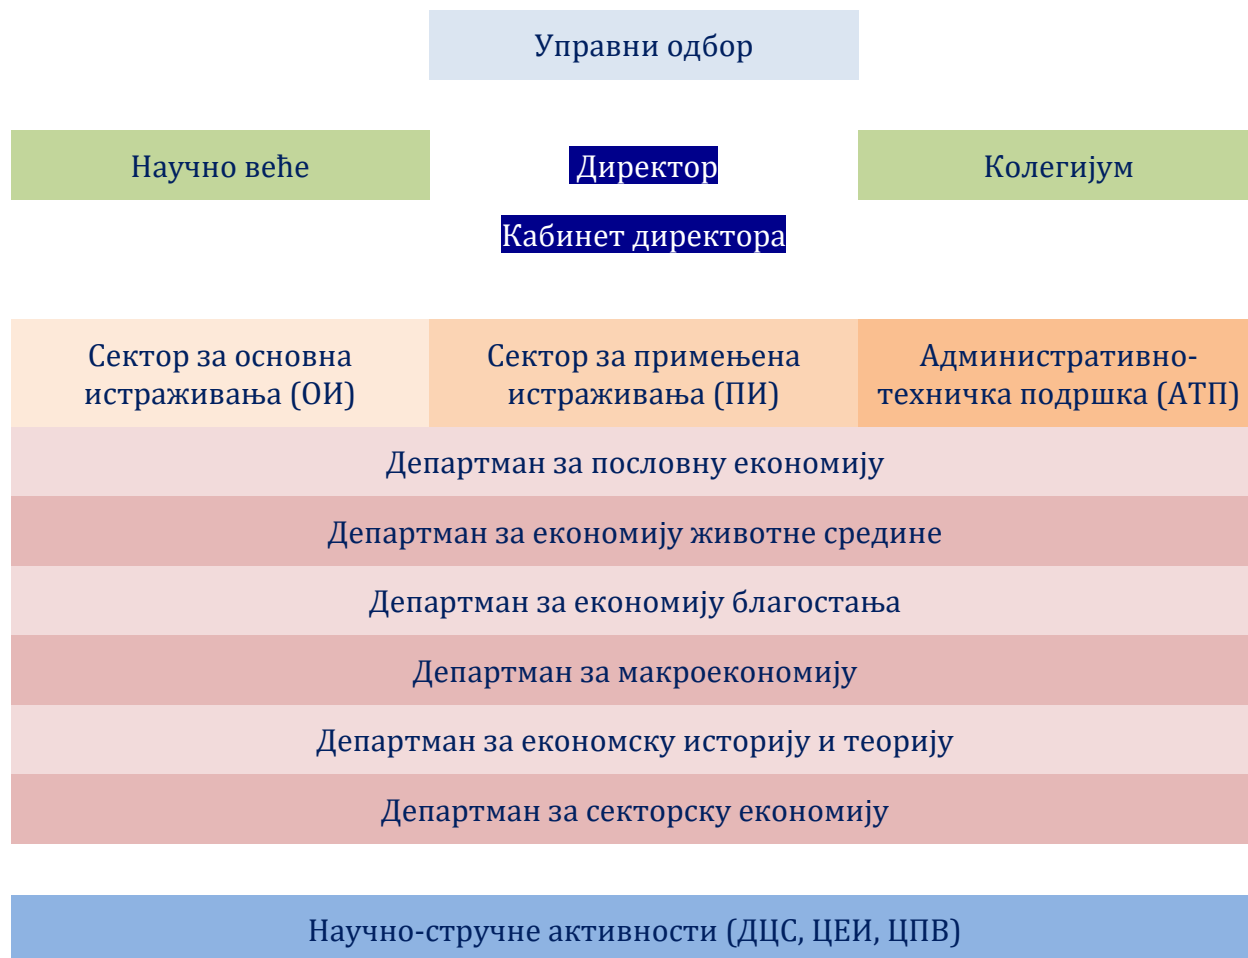 Управни одбор
Научно веће
Директор
Колегијум
Кабинет директора
Сектор за основна
истраживања (ОИ)
Сектор за примењена
истраживања (ПИ)
Административно-
техничка подршка (АТП)
Департман за пословну економију
Департман за економију животне средине
Департман за економију благостања
Департман за макроекономију
Департман за економску историју и теорију
Департман за секторску економију
Научно-стручне активности (ДЦС, ЦЕИ, ЦПВ)